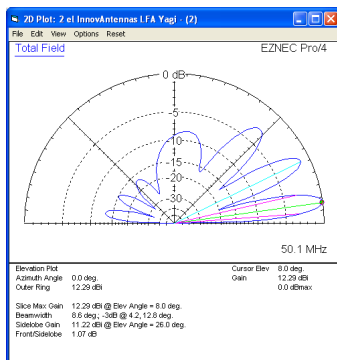 2D Plot: 2 el InnovAntennas LFA Yagi - (2)
File Edit View Options Reset
Total Field
EZNEC Pro/4
0 dB
-5
-10
-15
-20
-30
50.1 MHz
Elevation Plot
Azimuth Angle 0.0 deg.
Outer Ring 12.29 dBi
Cursor Elev 8.0 deg.
Gain 12.29 dBi
0.0 dBmax
Slice Max Gain 12.29 dBi @ Elev Angle = 8.0 deg.
Beamwidth 8.6 deg.; -3dB @ 4.2, 12.8 deg.
Sidelobe Gain 11.22 dBi @ Elev Angle = 26.0 deg.
Front/Sidelobe 1.07 dB